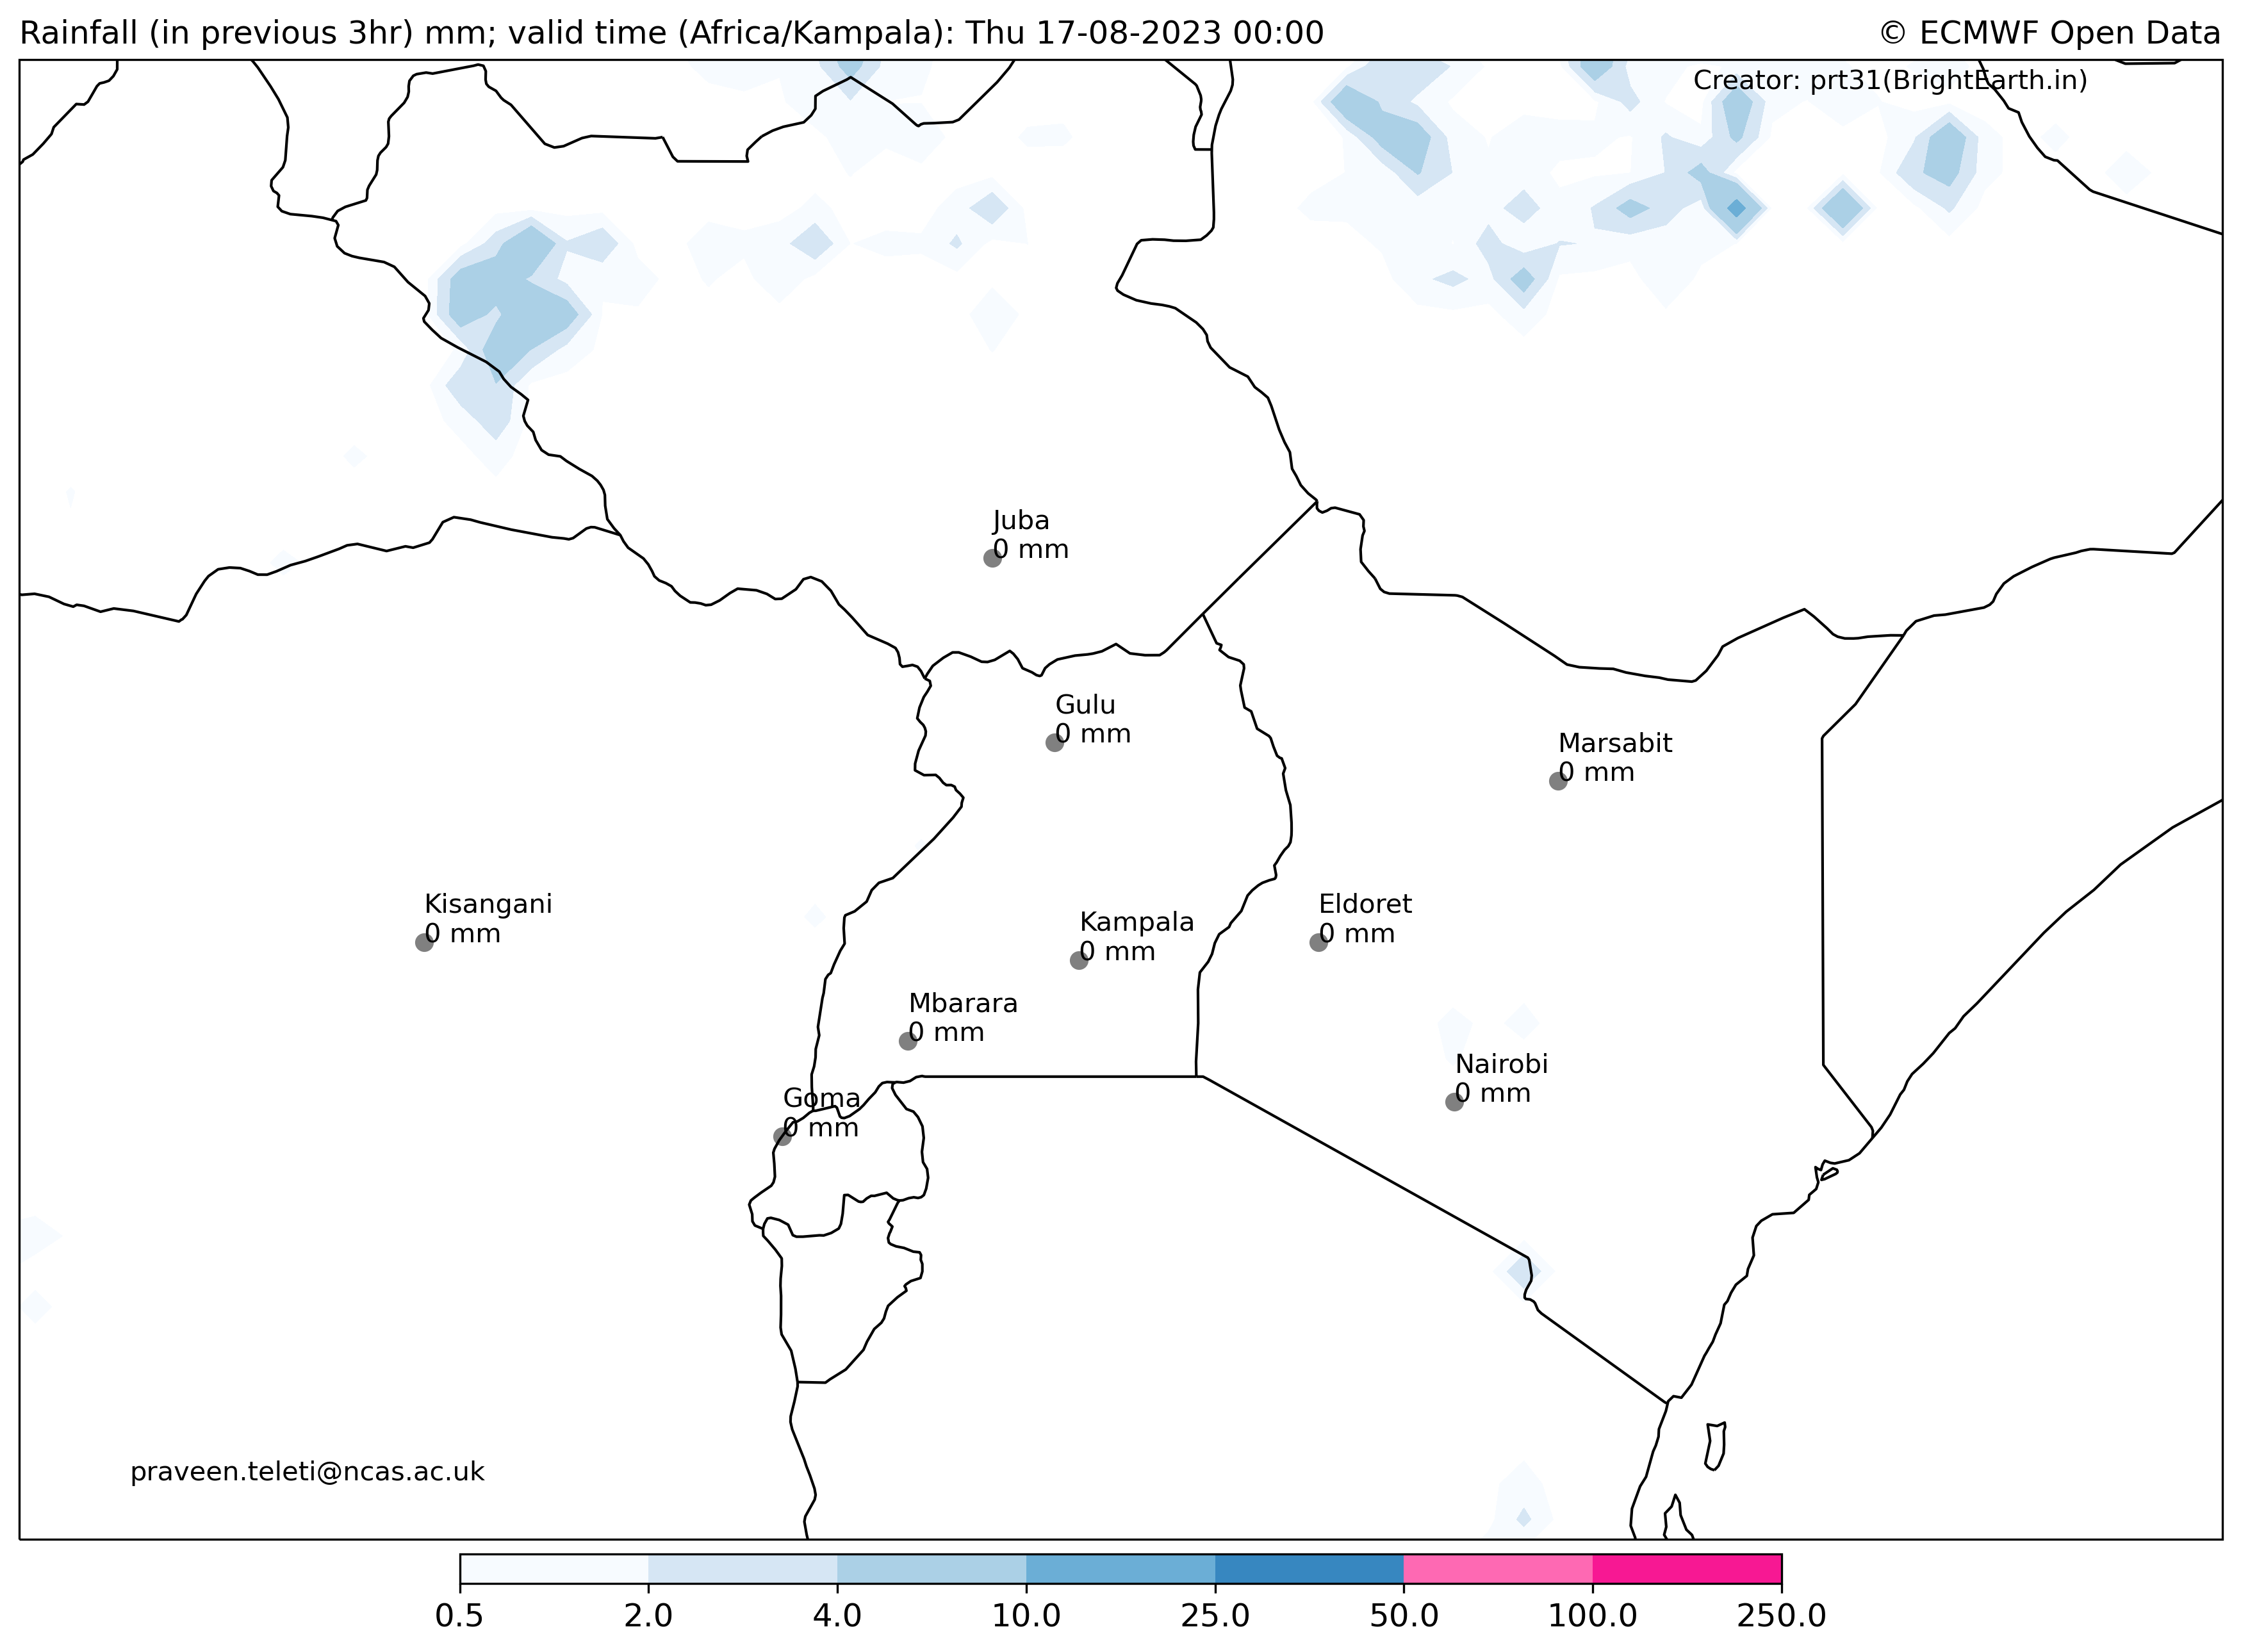 Rainfall (in previous 3hr) mm; valid time (Africa/Kampala): Thu 17-08-2023 00:00
© ECMWF Open Data
Creator: prt31(BrightEarth.in)
Juba
0 mm
Gulu
0 mm
Marsabit
0 mm
Kisangani
0 mm
Eldoret
0 mm
Kampala
0 mm
Mbarara
0 mm
Nairobi
0 mm
Goma
0 mm
praveen.teleti@ncas.ac.uk
0.5 2.0 4.0 10.0 25.0 50.0 100.0 250.0